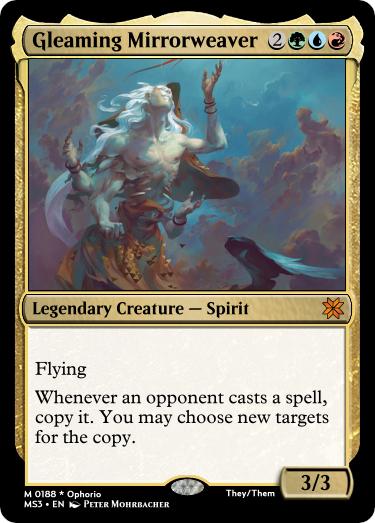 Gleaming Mirrorweaver 2
Legendary Creature — Spirit
Flying
Whenever an opponent casts a spell,
copy it. You may choose new targets
for the copy.
3/3
M 0188 * Ophorio
They/Them
MS3 • EN Peter Mohrbacher